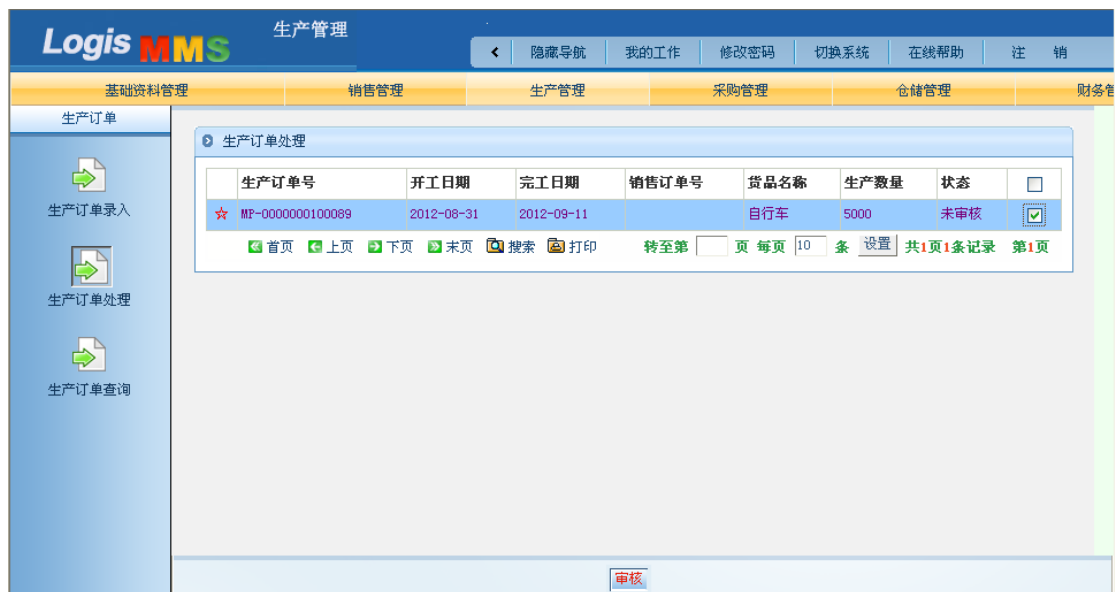 Logis MMS
生产管理
隐藏导航 我的工作 修改密码 切换系统 在线帮助 注 销
基础资料管理 销售管理 生产管理 采购管理 仓储管理 财务管
生产订单
生产订单录入
生产订单处理
生产订单查询
生产订单处理
生产订单号 开工日期 完工日期 销售订单号 货品名称 生产数量 状态
MP-0000000100089 2012-08-31 2012-09-11 自行车 5000 未审核
首页 上页 下页 末页 搜索 打印 转至第 页 每页 10 条 设置 共1页1条记录 第1页
审核